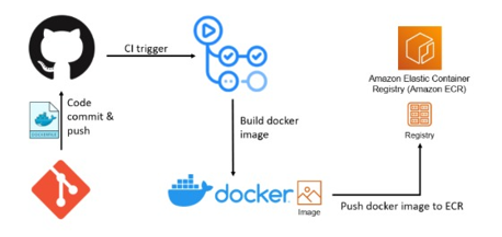 CI trigger
Amazon Elastic Container
Registry (Amazon ECR)
Code
commit &
push
Build docker
image
Registry
docker
Image
Push docker image to ECR